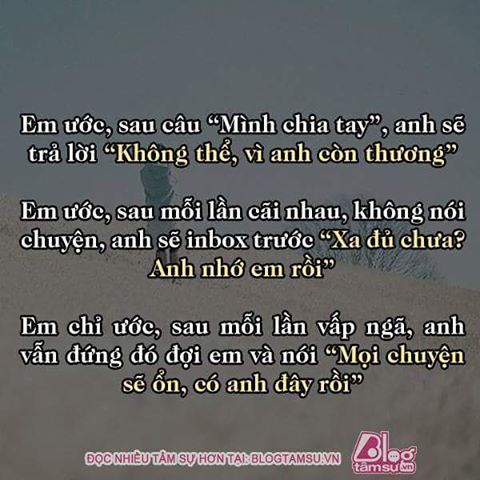 Em ước, sau câu “Mình chia tay”, anh sẽ
trả lời “Không thể, vì anh còn thương”
Em ước, sau mỗi lần cãi nhau, không nói
chuyện, anh sẽ inbox trước “Xa đủ chưa?
Anh nhớ em rồi”
Em chỉ ước, sau mỗi lần vấp ngã, anh
vẫn đứng đó đợi em và nói “Mọi chuyện
sẽ ổn, có anh đây rồi”
ĐỌC NHIỀU TÂM SỰ HƠN TẠI: BLOGTAMSU.VN
Blog
tâmsự.vn